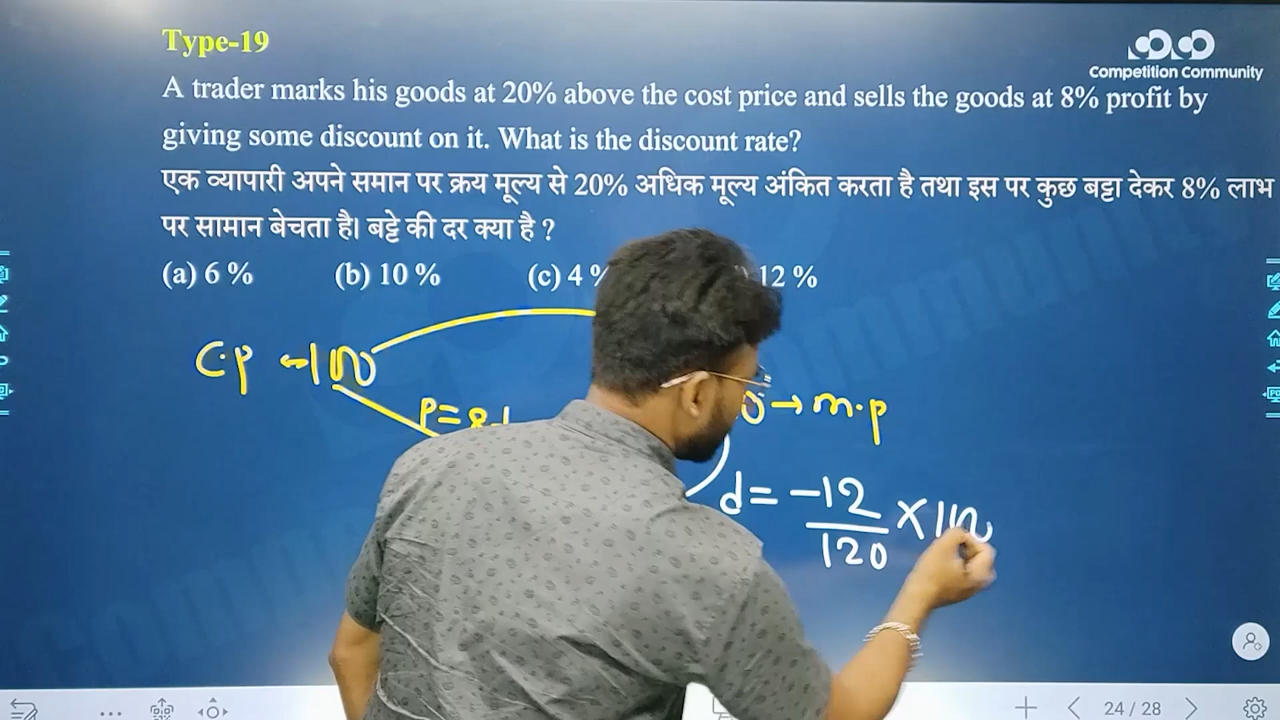 Type-19
Competition Community
A trader marks his goods at 20% above the cost price and sells the goods at 8% profit by
giving some discount on it. What is the discount rate?
एक व्यापारी अपने समान पर क्रय मूल्य से 20% अधिक मूल्य अंकित करता है तथा इस पर कुछ बट्टा देकर 8% लाभ
पर सामान बेचता है। बट्टे की दर क्या है ?
(a) 6 % (b) 10 % (c) 4 % 12 %
C.P → 100
P = 8
→ m.p
d = -12/120 × 100
24 / 28